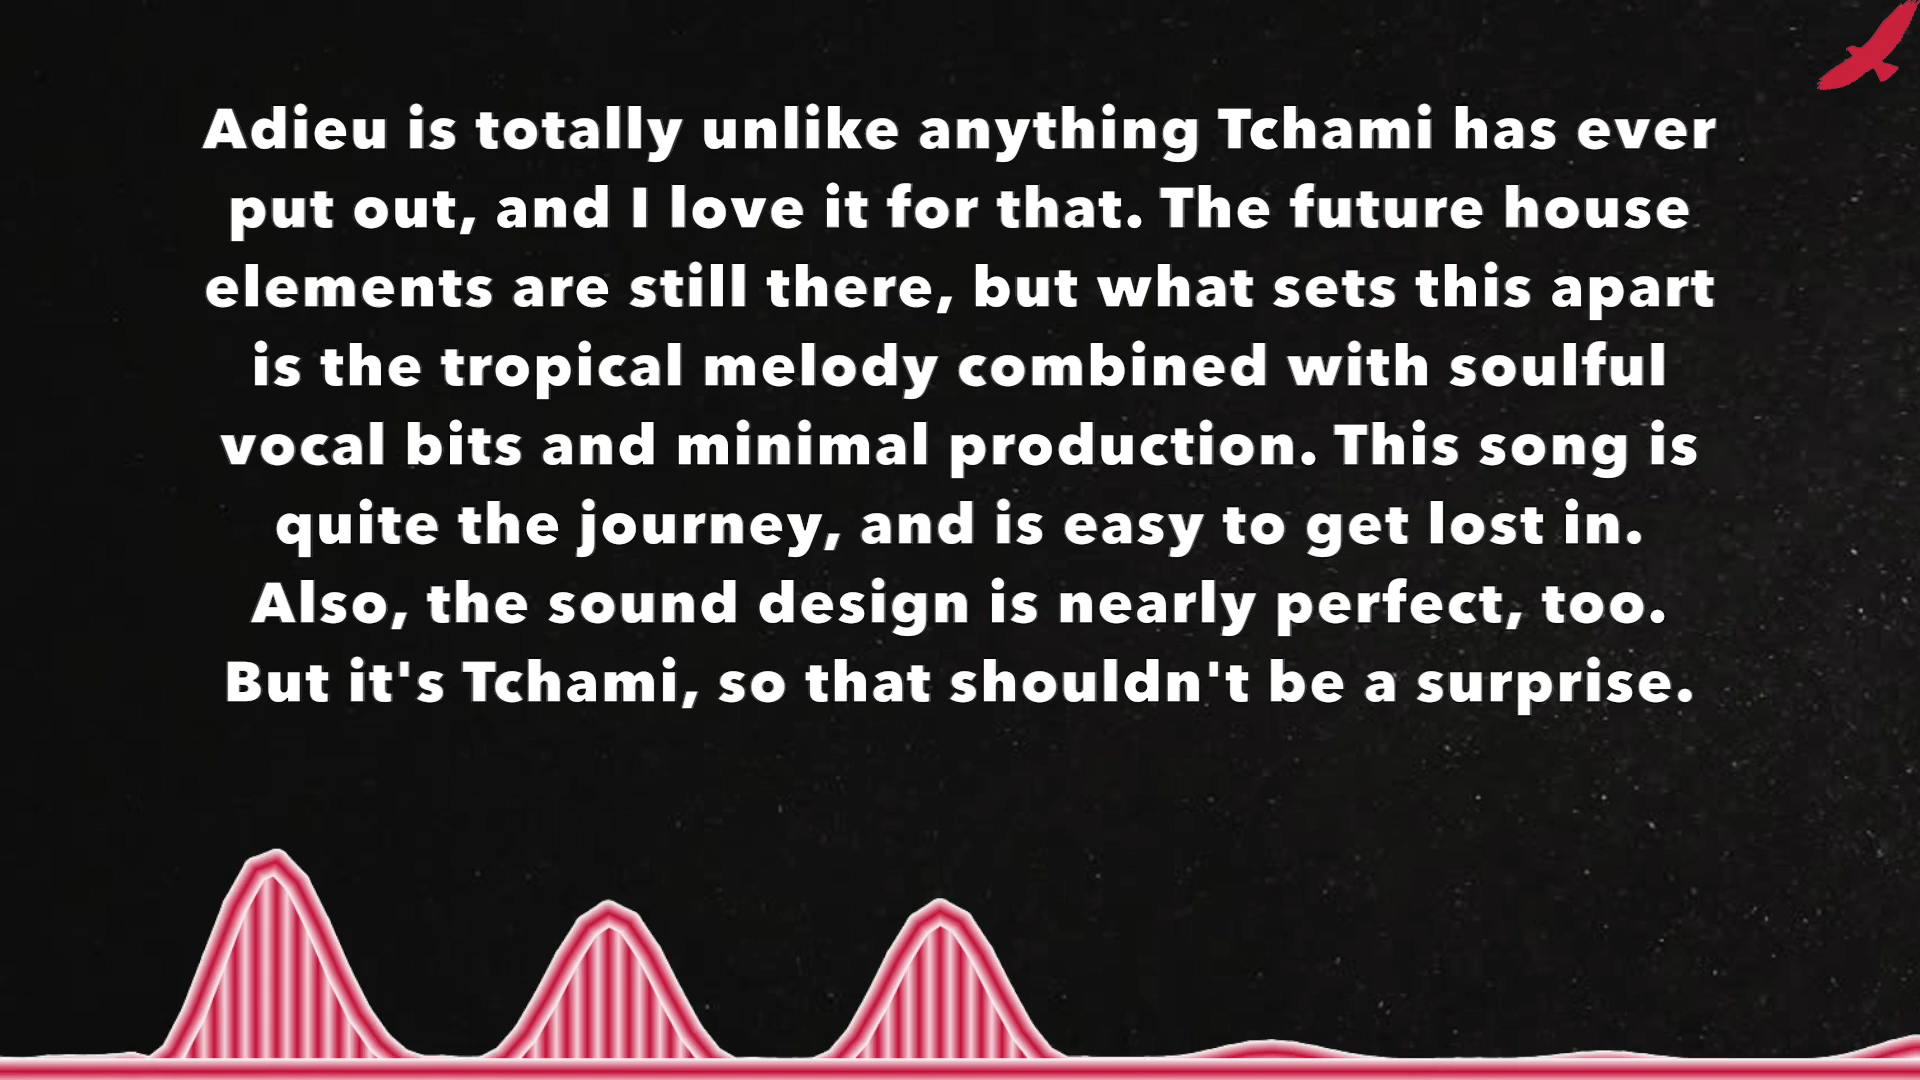 Adieu is totally unlike anything Tchami has ever
put out, and I love it for that. The future house
elements are still there, but what sets this apart
is the tropical melody combined with soulful
vocal bits and minimal production. This song is
quite the journey, and is easy to get lost in.
Also, the sound design is nearly perfect, too.
But it's Tchami, so that shouldn't be a surprise.